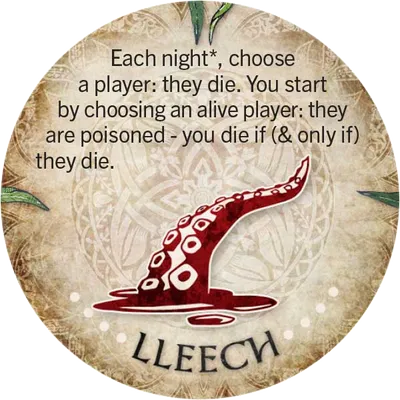 Each night*, choose
a player: they die. You start
by choosing an alive player: they
are poisoned - you die if (& only if)
they die.
LLEECH